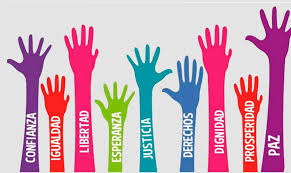 CONFIANZA
IGUALDAD
LIBERTAD
ESPERANZA
JUSTICIA
DERECHOS
DIGNIDAD
PROSPERIDAD
PAZ